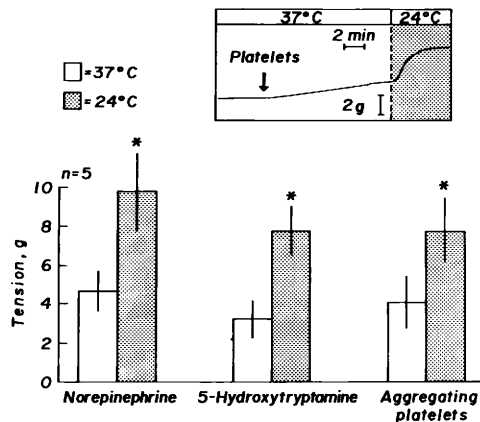 37°C 24°C
2 min
Platelets
2g
=37°C
=24°C
n=5
* * *
10
8
6
4
2
0
Tension, g
Norepinephrine 5-Hydroxytryptamine Aggregating
platelets